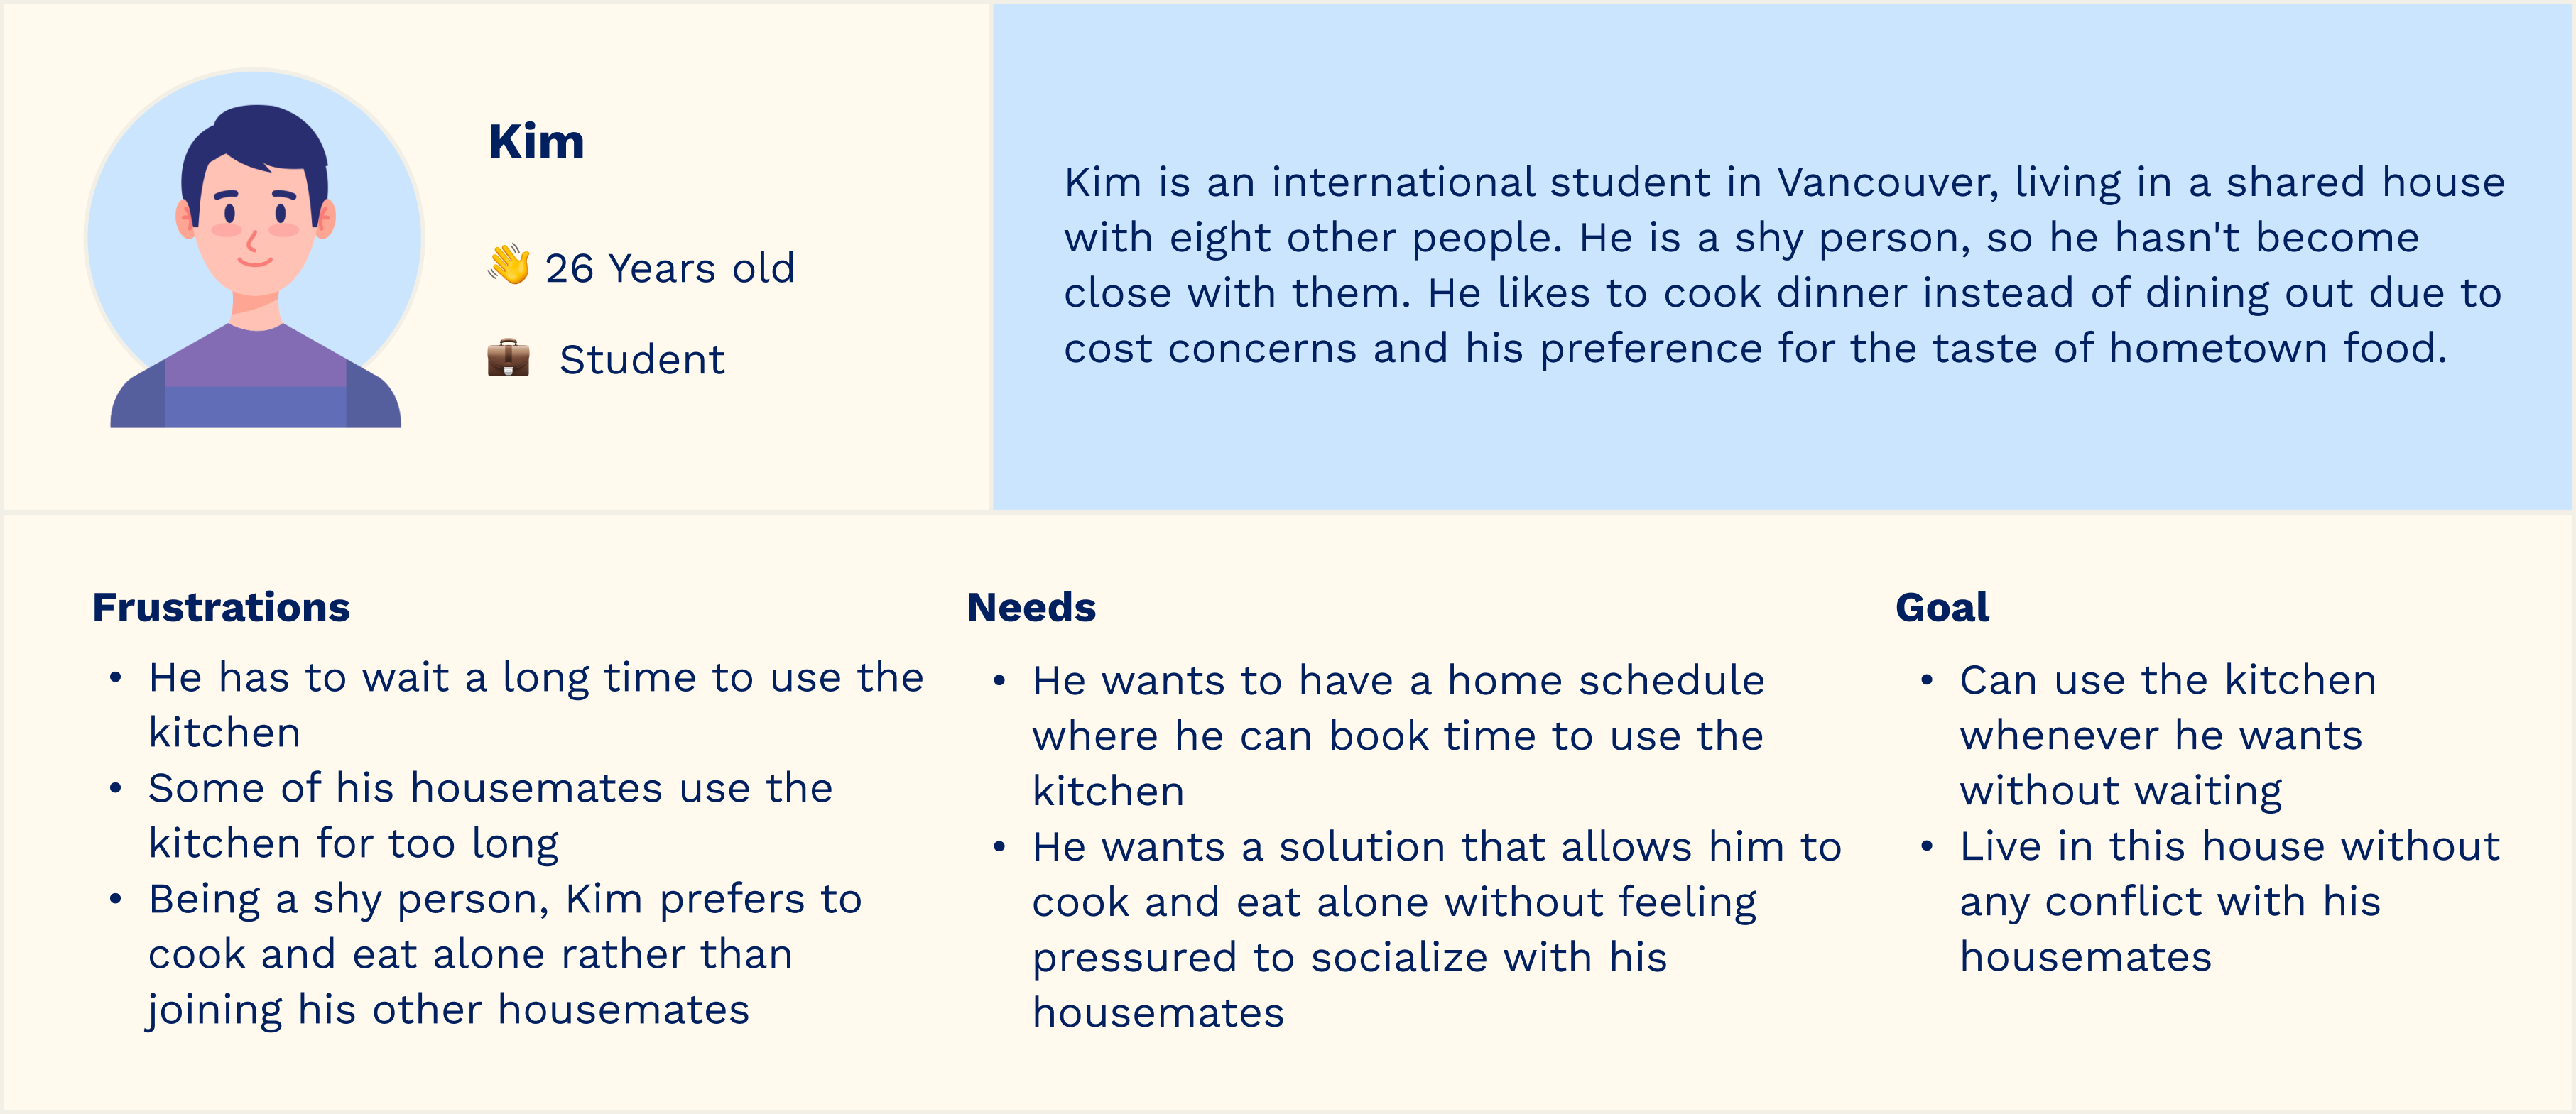 Kim
👋 26 Years old
💼 Student
Kim is an international student in Vancouver, living in a shared house
with eight other people. He is a shy person, so he hasn't become
close with them. He likes to cook dinner instead of dining out due to
cost concerns and his preference for the taste of hometown food.
Frustrations
• He has to wait a long time to use the
kitchen
• Some of his housemates use the
kitchen for too long
• Being a shy person, Kim prefers to
cook and eat alone rather than
joining his other housemates
Needs
• He wants to have a home schedule
where he can book time to use the
kitchen
• He wants a solution that allows him to
cook and eat alone without feeling
pressured to socialize with his
housemates
Goal
• Can use the kitchen
whenever he wants
without waiting
• Live in this house without
any conflict with his
housemates